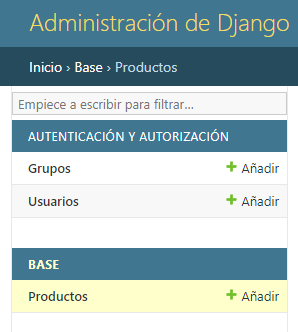 Administración de Django
Inicio › Base › Productos
Empiece a escribir para filtrar...
AUTENTICACIÓN Y AUTORIZACIÓN
Grupos + Añadir
Usuarios + Añadir
BASE
Productos + Añadir